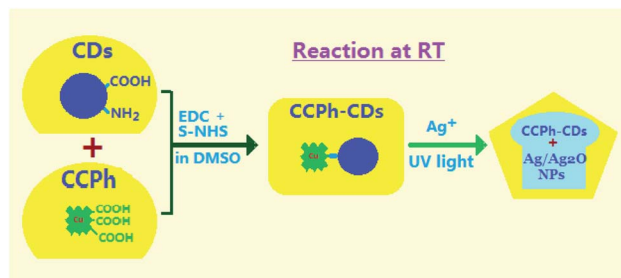 Reaction at RT
CDs
COOH
NH2
+
CCPh
Cu
COOH
COOH
COOH
EDC +
S-NHS
in DMSO
CCPh-CDs
Cu
Ag+
UV light
CCPh-CDs
+
Ag/Ag2O
NPs